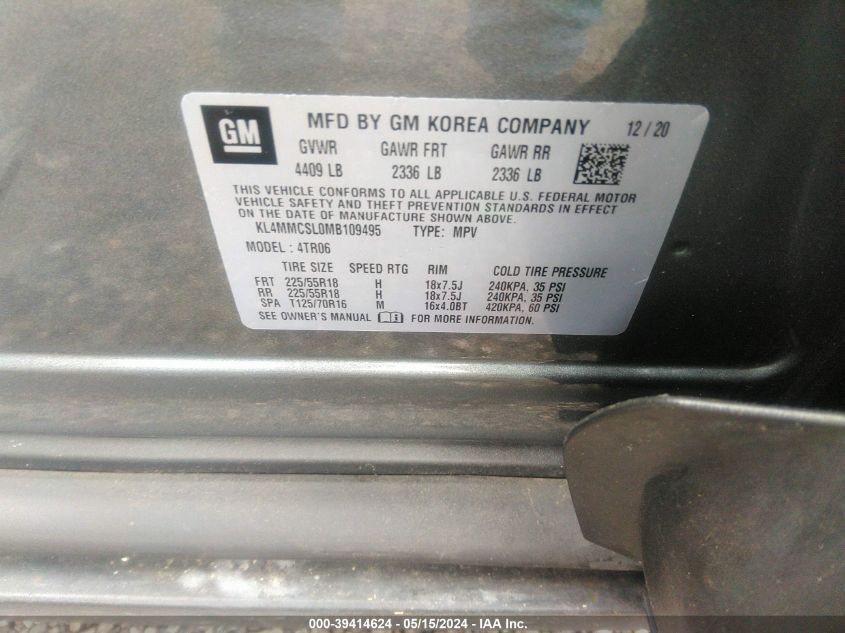 GM
MFD BY GM KOREA COMPANY 12/20
GVWR GAWR FRT GAWR RR
4409 LB 2336 LB 2336 LB
THIS VEHICLE CONFORMS TO ALL APPLICABLE U.S. FEDERAL MOTOR
VEHICLE SAFETY AND THEFT PREVENTION STANDARDS IN EFFECT
ON THE DATE OF MANUFACTURE SHOWN ABOVE.
KL4MMCSL0MB109495 TYPE: MPV
MODEL : 4TR06
TIRE SIZE SPEED RTG RIM COLD TIRE PRESSURE
FRT 225/55R18 H 18x7.5J 240KPA, 35 PSI
RR 225/55R18 H 18x7.5J 240KPA, 35 PSI
SPA T125/70R16 M 16x4.0BT 420KPA, 60 PSI
SEE OWNER'S MANUAL FOR MORE INFORMATION.
000-39414624 - 05/15/2024 - © IAA Inc.